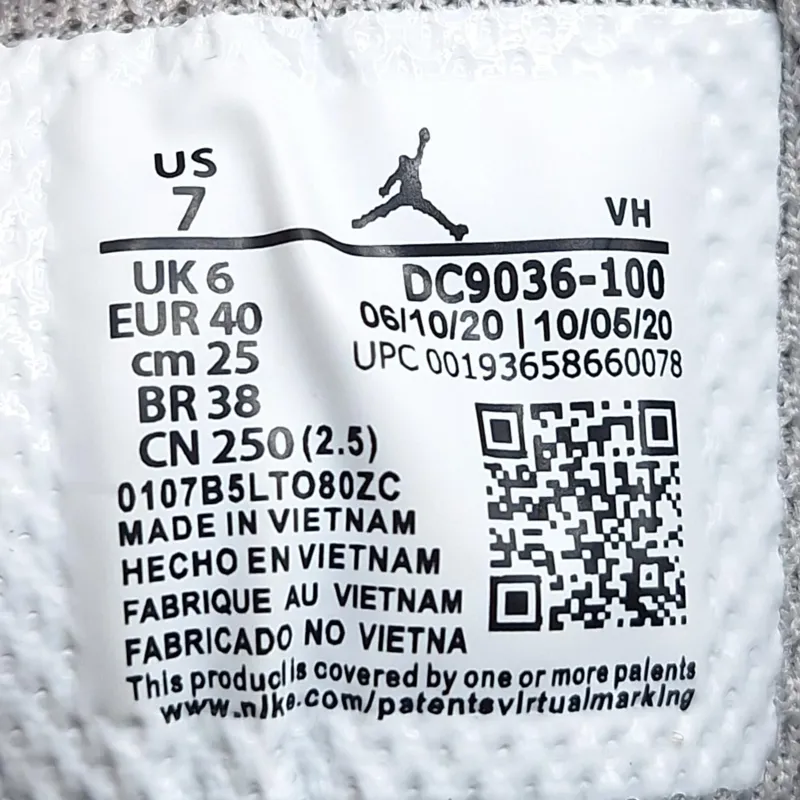 US
7
VH
UK 6
EUR 40
cm 25
BR 38
CN 250 (2.5)
DC9036-100
06/10/20 | 10/05/20
UPC 00193658660078
0107B5LTO80ZC
MADE IN VIETNAM
HECHO EN VIETNAM
FABRIQUE AU VIETNAM
FABRICADO NO VIETNA
This product is covered by one or more patents
www.nike.com/patentsvirtualmarking